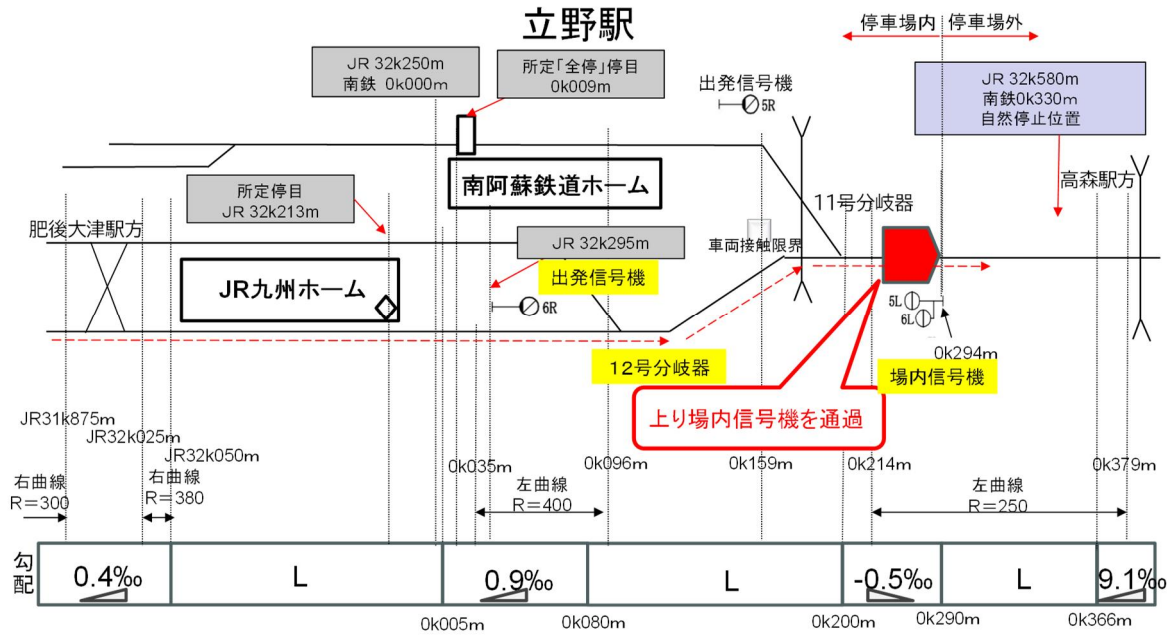 立野駅
停車場内
停車場外
JR 32k250m
南鉄 0k000m
所定「全停」停目
0k009m
出発信号機
5R
JR 32k580m
南鉄0k330m
自然停止位置
南阿蘇鉄道ホーム
高森駅方
所定停目
JR 32k213m
11号分岐器
肥後大津駅方
JR 32k295m
車両接触限界
出発信号機
JR九州ホーム
6R
5L
6L
0k294m
12号分岐器
場内信号機
上り場内信号機を通過
JR31k875m
JR32k025m
JR32k050m
0k035m
0k096m
0k159m
0k214m
0k379m
右曲線
R=300
右曲線
R=380
左曲線
R=400
左曲線
R=250
勾配
0.4‰
L
0.9‰
L
-0.5‰
L
9.1‰
0k005m
0k080m
0k200m
0k290m
0k366m